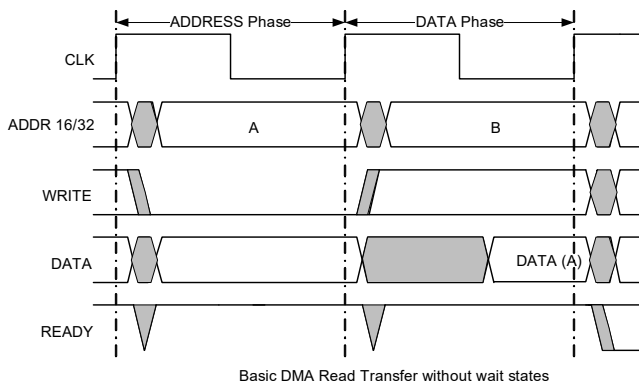 ADDRESS Phase DATA Phase
CLK
ADDR 16/32 A B
WRITE
DATA DATA (A)
READY
Basic DMA Read Transfer without wait states